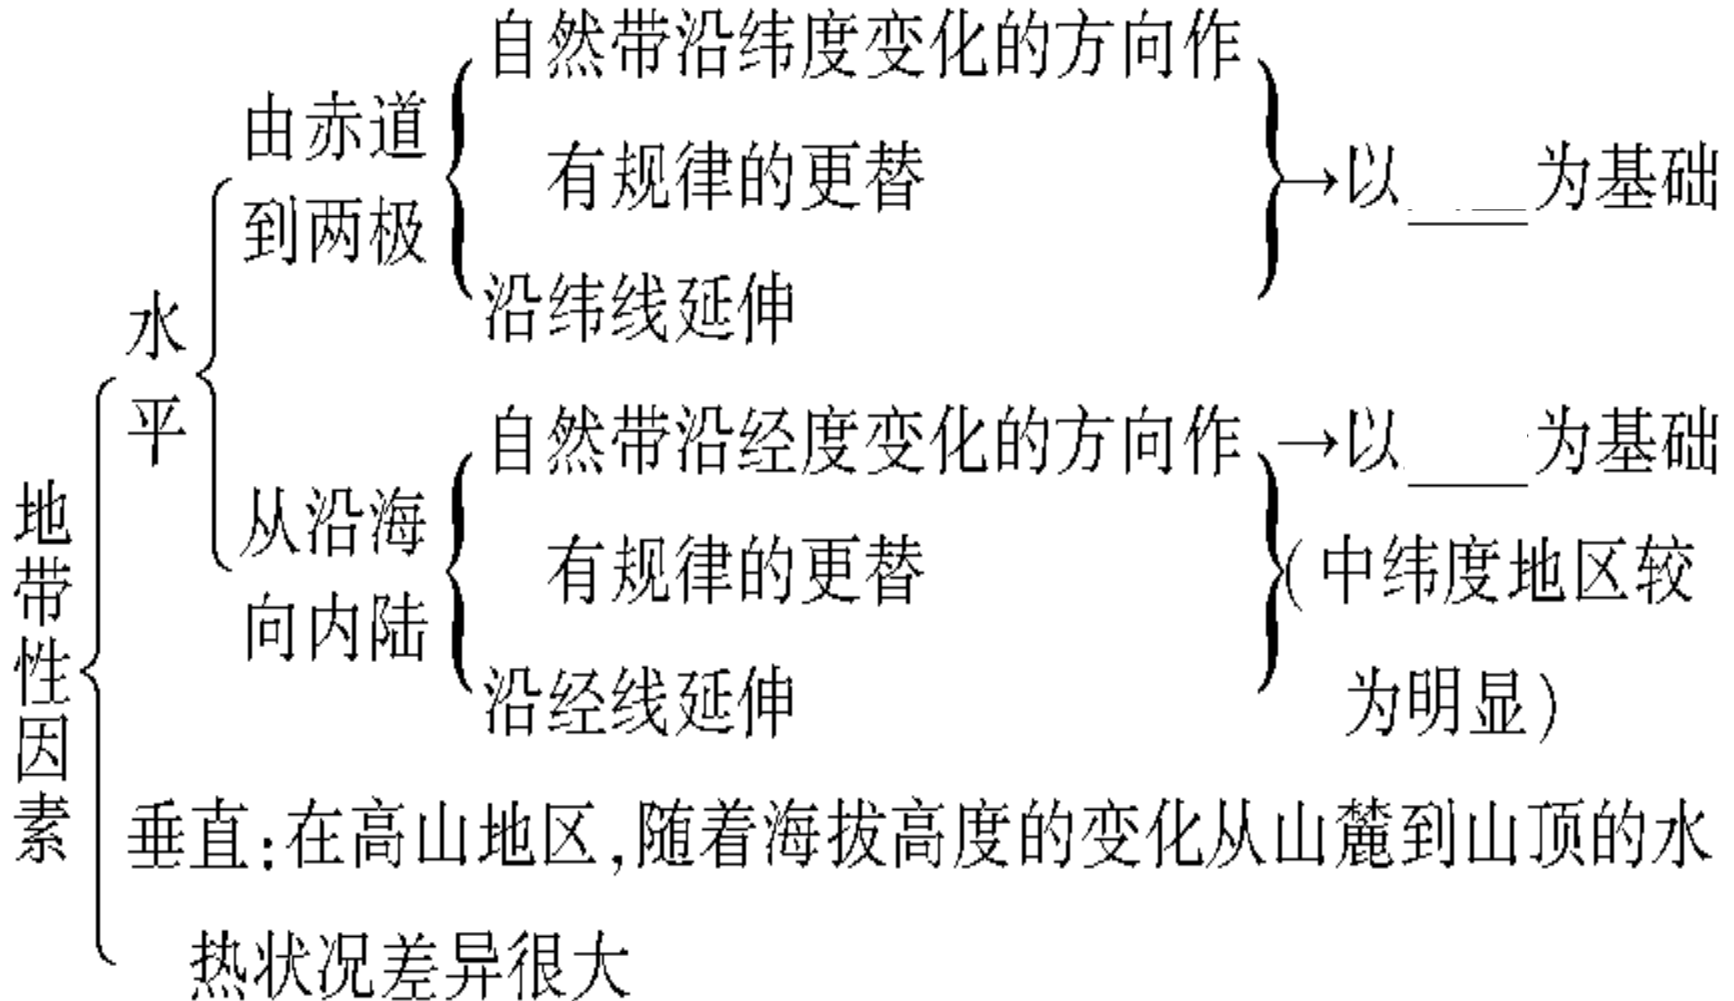 地带性因素
水平
由赤道
到两极
自然带沿纬度变化的方向作
有规律的更替
沿纬线延伸
→以____为基础
从沿海
向内陆
自然带沿经度变化的方向作
有规律的更替
沿经线延伸
→以____为基础
(中纬度地区较
为明显)
垂直:在高山地区,随着海拔高度的变化从山麓到山顶的水
热状况差异很大